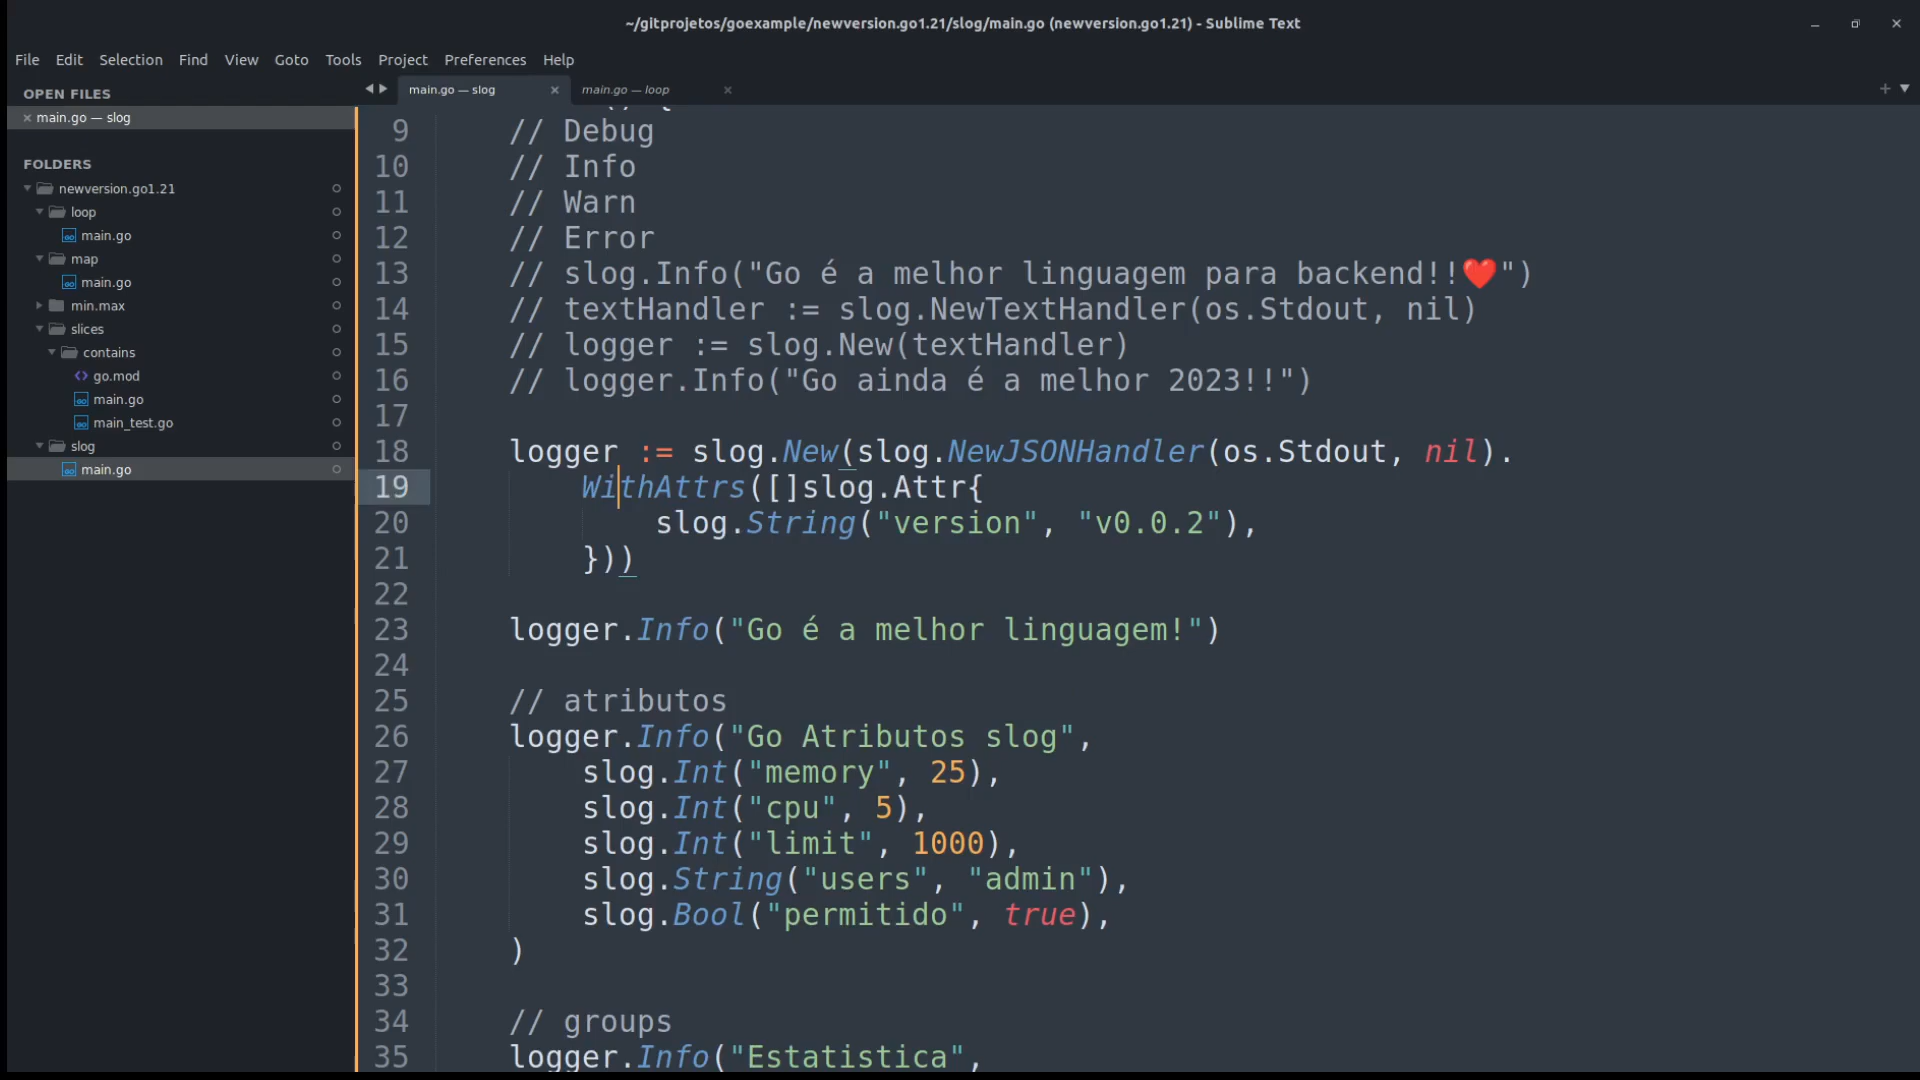 ~/gitprojetos/goexample/newversion.go1.21/slog/main.go (newversion.go1.21) - Sublime Text
File Edit Selection Find View Goto Tools Project Preferences Help
OPEN FILES
main.go — slog
FOLDERS
newversion.go1.21
loop
main.go
map
main.go
min.max
slices
contains
go.mod
main.go
main_test.go
slog
main.go
main.go — slog
main.go — loop
9 // Debug
10 // Info
11 // Warn
12 // Error
13 // slog.Info("Go é a melhor linguagem para backend!!❤️")
14 // textHandler := slog.NewTextHandler(os.Stdout, nil)
15 // logger := slog.New(textHandler)
16 // logger.Info("Go ainda é a melhor 2023!!")
17
18 logger := slog.New(slog.NewJSONHandler(os.Stdout, nil).
19 WithAttrs([]slog.Attr{
20 slog.String("version", "v0.0.2"),
21 }))
22
23 logger.Info("Go é a melhor linguagem!")
24
25 // atributos
26 logger.Info("Go Atributos slog",
27 slog.Int("memory", 25),
28 slog.Int("cpu", 5),
29 slog.Int("limit", 1000),
30 slog.String("users", "admin"),
31 slog.Bool("permitido", true),
32 )
33
34 // groups
35 logger.Info("Estatistica",